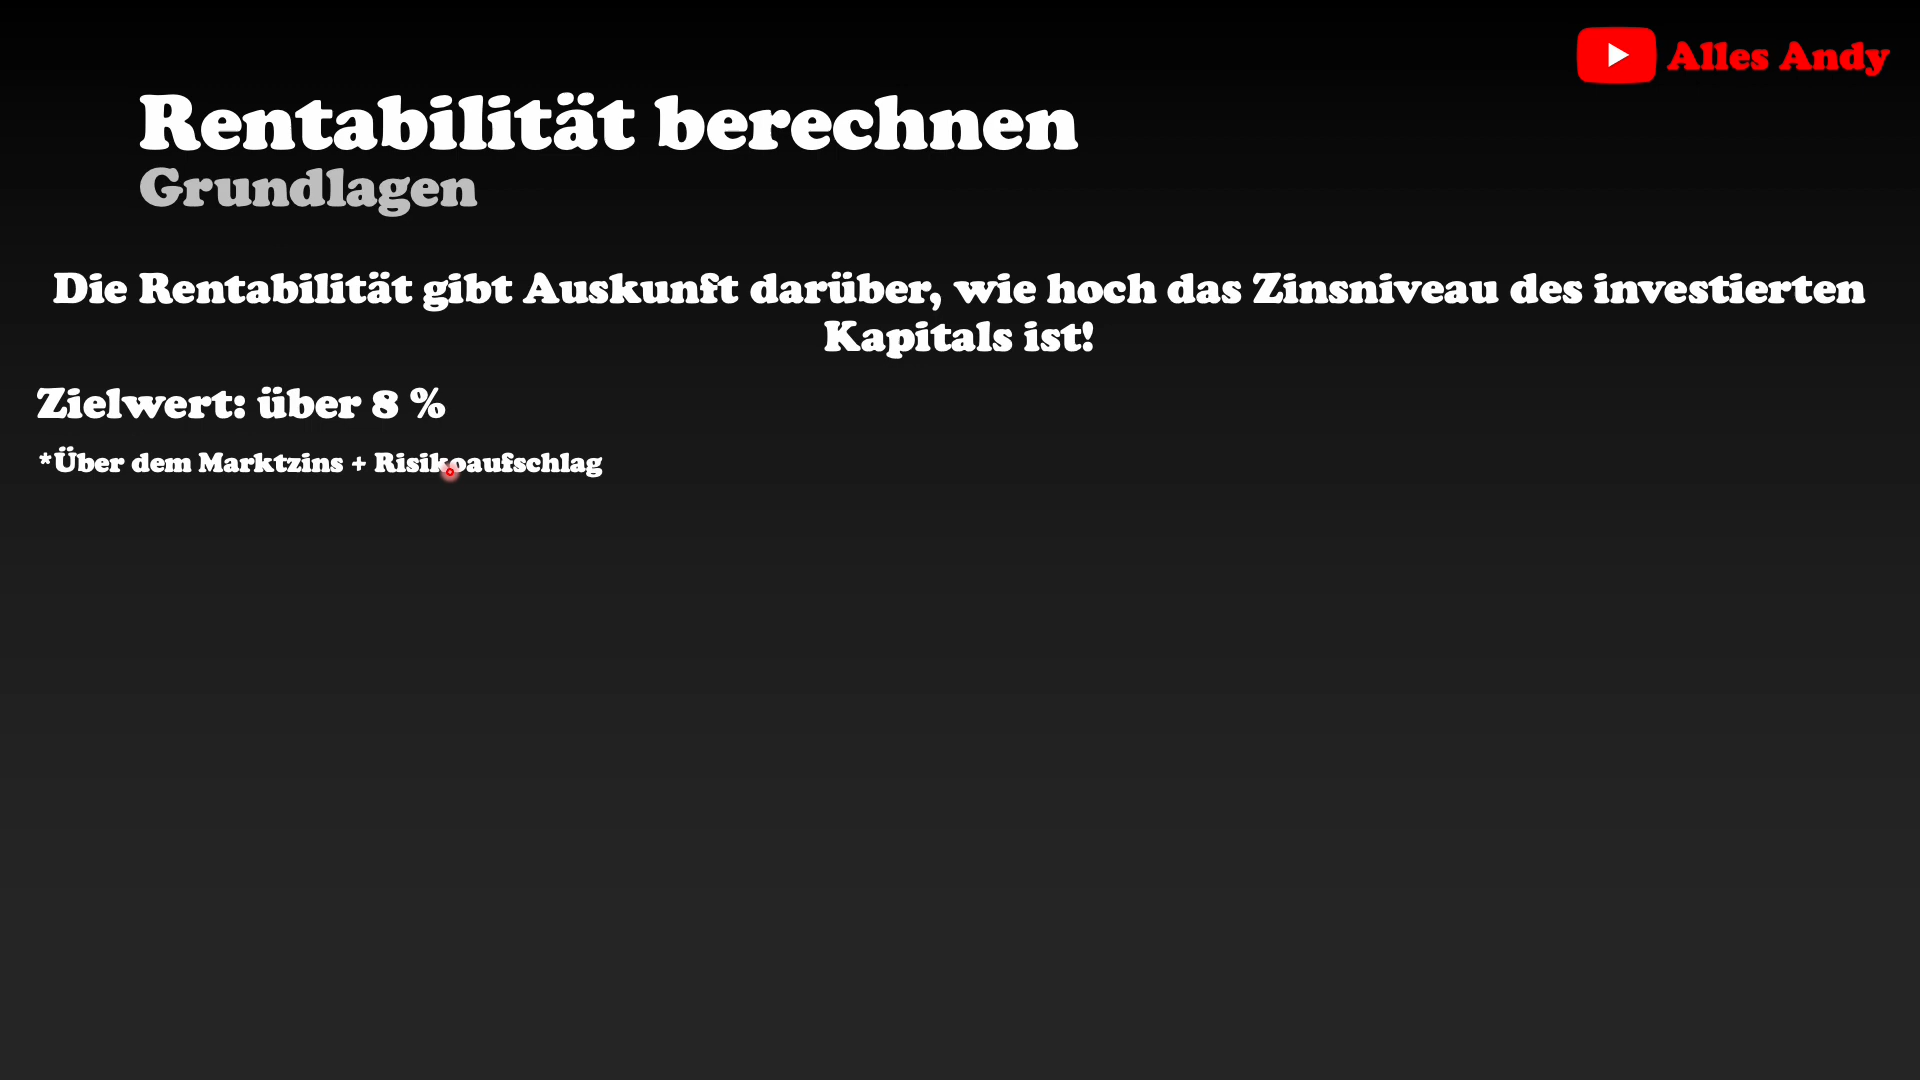 Alles Andy
Rentabilität berechnen
Grundlagen
Die Rentabilität gibt Auskunft darüber, wie hoch das Zinsniveau des investierten
Kapitals ist!
Zielwert: über 8 %
*Über dem Marktzins + Risikoaufschlag